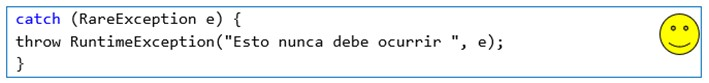 catch (RareException e) {
throw RuntimeException("Esto nunca debe ocurrir ", e);
}